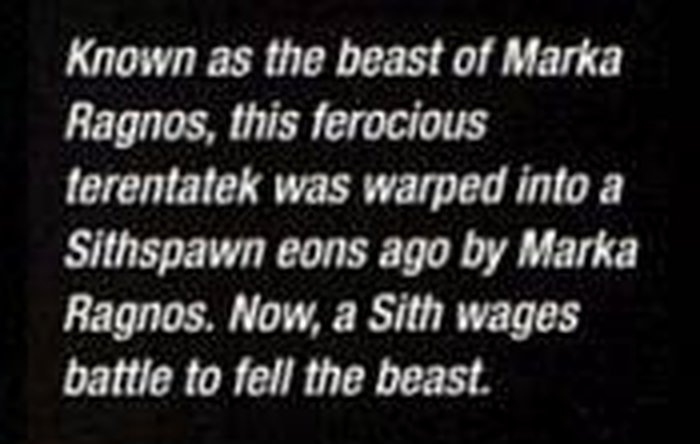 Known as the beast of Marka
Ragnos, this ferocious
terentatek was warped into a
Sithspawn eons ago by Marka
Ragnos. Now, a Sith wages
battle to fell the beast.